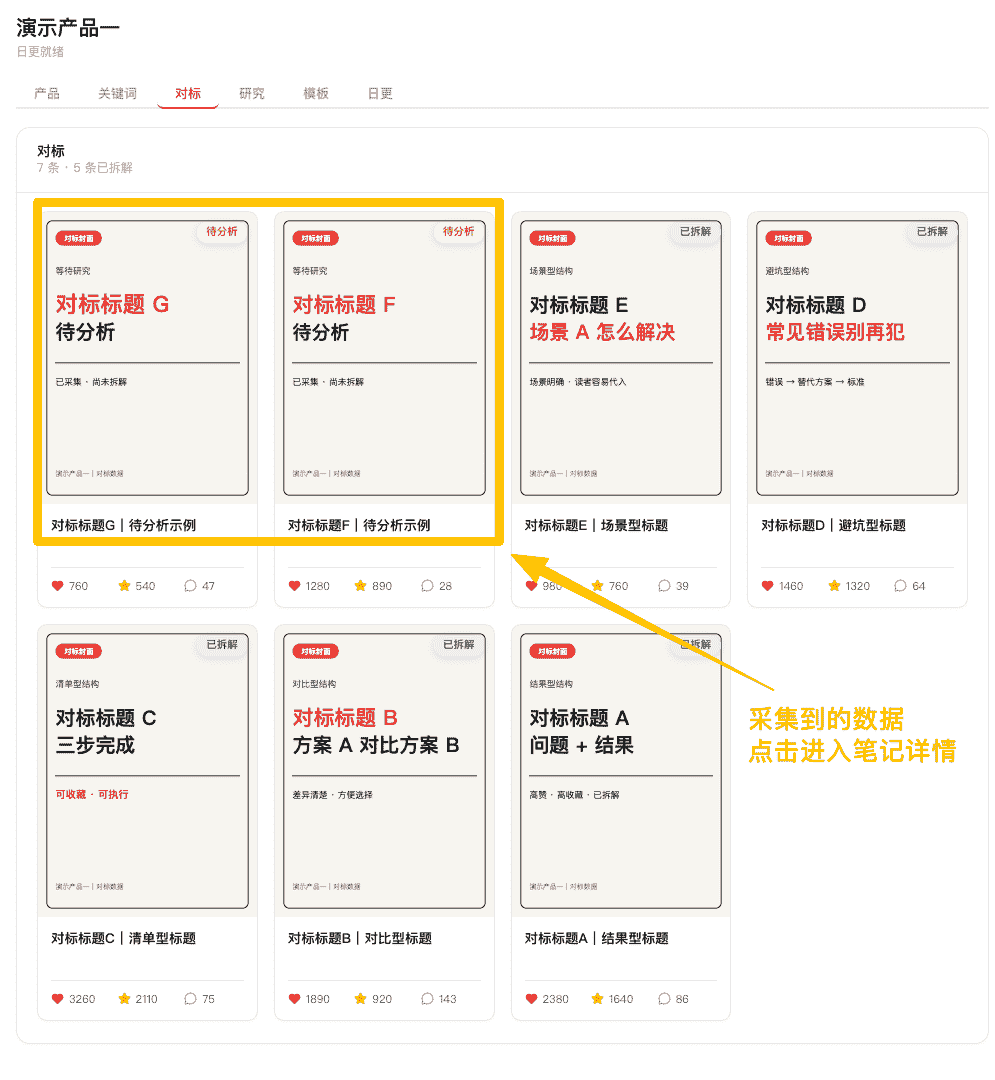 演示产品一
日更就绪
产品 关键词 对标 研究 模板 日更
对标
7 条 · 5 条已拆解
对标封面
待分析
等待研究
对标标题 G
待分析
已采集 · 尚未拆解
演示产品一｜对标数据
对标标题G｜待分析示例
760 540 47
对标封面
待分析
等待研究
对标标题 F
待分析
已采集 · 尚未拆解
演示产品一｜对标数据
对标标题F｜待分析示例
1280 890 28
对标封面
已拆解
场景型结构
对标标题 E
场景 A 怎么解决
场景明确 · 读者容易代入
演示产品一｜对标数据
对标标题E｜场景型标题
980 760 39
对标封面
已拆解
避坑型结构
对标标题 D
常见错误别再犯
错误 → 替代方案 → 标准
演示产品一｜对标数据
对标标题D｜避坑型标题
1460 1320 64
对标封面
已拆解
清单型结构
对标标题 C
三步完成
可收藏 · 可执行
演示产品一｜对标数据
对标标题C｜清单型标题
3260 2110 75
对标封面
已拆解
对比型结构
对标标题 B
方案 A 对比方案 B
差异清楚 · 方便选择
演示产品一｜对标数据
对标标题B｜对比型标题
1890 920 143
对标封面
已拆解
结果型结构
对标标题 A
问题 + 结果
高赞 · 高收藏 · 已拆解
演示产品一｜对标数据
对标标题A｜结果型标题
2380 1640 86
采集到的数据
点击进入笔记详情